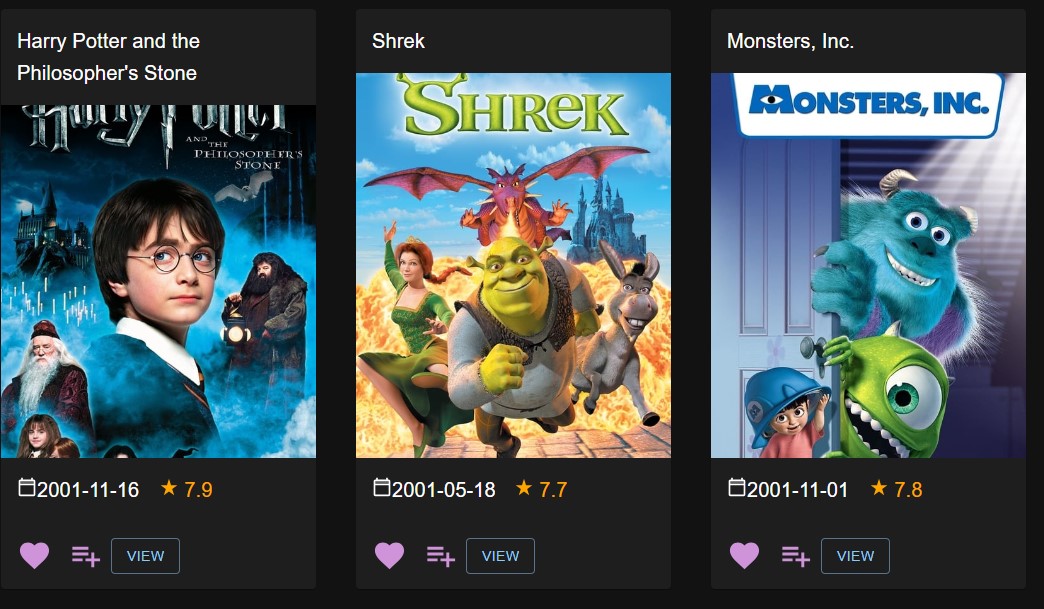 Harry Potter and the
Philosopher's Stone
Harry Potter
AND
THE
PHILOSOPHER'S
STONE
2001-11-16 ★ 7.9
VIEW
Shrek
SHREK
2001-05-18 ★ 7.7
VIEW
Monsters, Inc.
MONSTERS, INC.
2001-11-01 ★ 7.8
VIEW